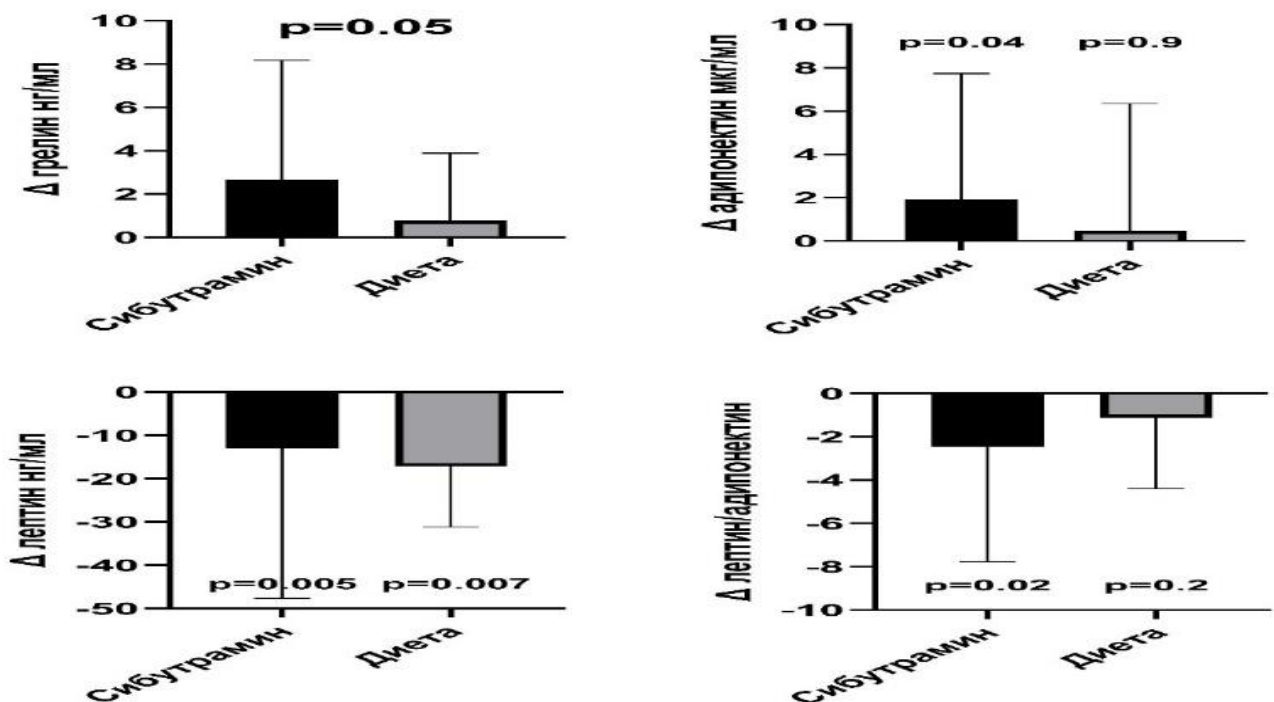 Δ грелин нг/мл
10
8
6
4
2
0
p=0.05
Сибутрамин
Диета
Δ адипонектин мкг/мл
10
8
6
4
2
0
p=0.04
p=0.9
Сибутрамин
Диета
Δ лептин нг/мл
0
-10
-20
-30
-40
-50
p=0.005
p=0.007
Сибутрамин
Диета
Δ лептин/адипонектин
0
-2
-4
-6
-8
-10
p=0.02
p=0.2
Сибутрамин
Диета